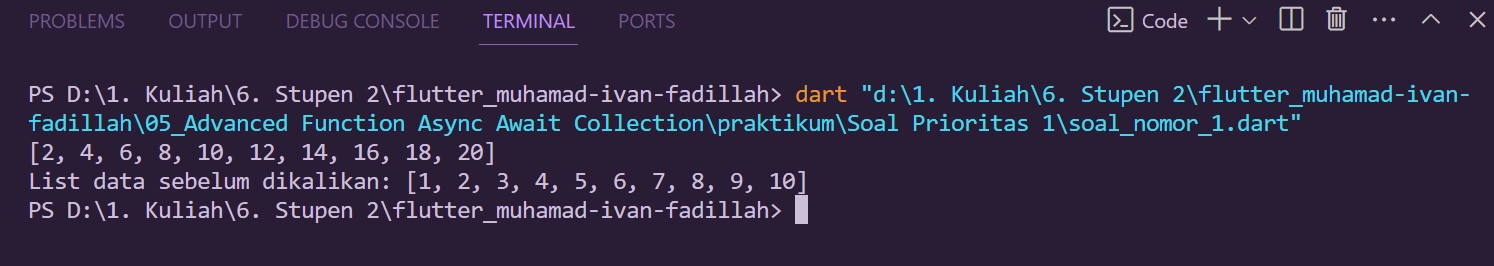 PROBLEMS OUTPUT DEBUG CONSOLE TERMINAL PORTS Code
PS D:\1. Kuliah\6. Stupen 2\flutter_muhamad-ivan-fadillah> dart "d:\1. Kuliah\6. Stupen 2\flutter_muhamad-ivan-
fadillah\05_Advanced Function Async Await Collection\praktikum\Soal Prioritas 1\soal_nomor_1.dart"
[2, 4, 6, 8, 10, 12, 14, 16, 18, 20]
List data sebelum dikalikan: [1, 2, 3, 4, 5, 6, 7, 8, 9, 10]
PS D:\1. Kuliah\6. Stupen 2\flutter_muhamad-ivan-fadillah>